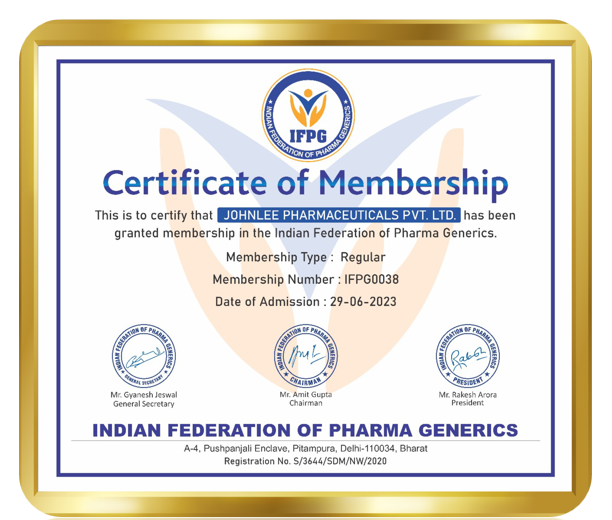 INDIAN FEDERATION OF PHARMA GENERICS
IFPG
Certificate of Membership
This is to certify that JOHNLEE PHARMACEUTICALS PVT. LTD. has been
granted membership in the Indian Federation of Pharma Generics.
Membership Type : Regular
Membership Number : IFPG0038
Date of Admission : 29-06-2023
INDIAN FEDERATION OF PHARMA GENERICS
GENERAL SECRETARY
Mr. Gyanesh Jeswal
General Secretary
INDIAN FEDERATION OF PHARMA GENERICS
CHAIRMAN
Mr. Amit Gupta
Chairman
INDIAN FEDERATION OF PHARMA GENERICS
Rakesh
PRESIDENT
Mr. Rakesh Arora
President
INDIAN FEDERATION OF PHARMA GENERICS
A-4, Pushpanjali Enclave, Pitampura, Delhi-110034, Bharat
Registration No. S/3644/SDM/NW/2020